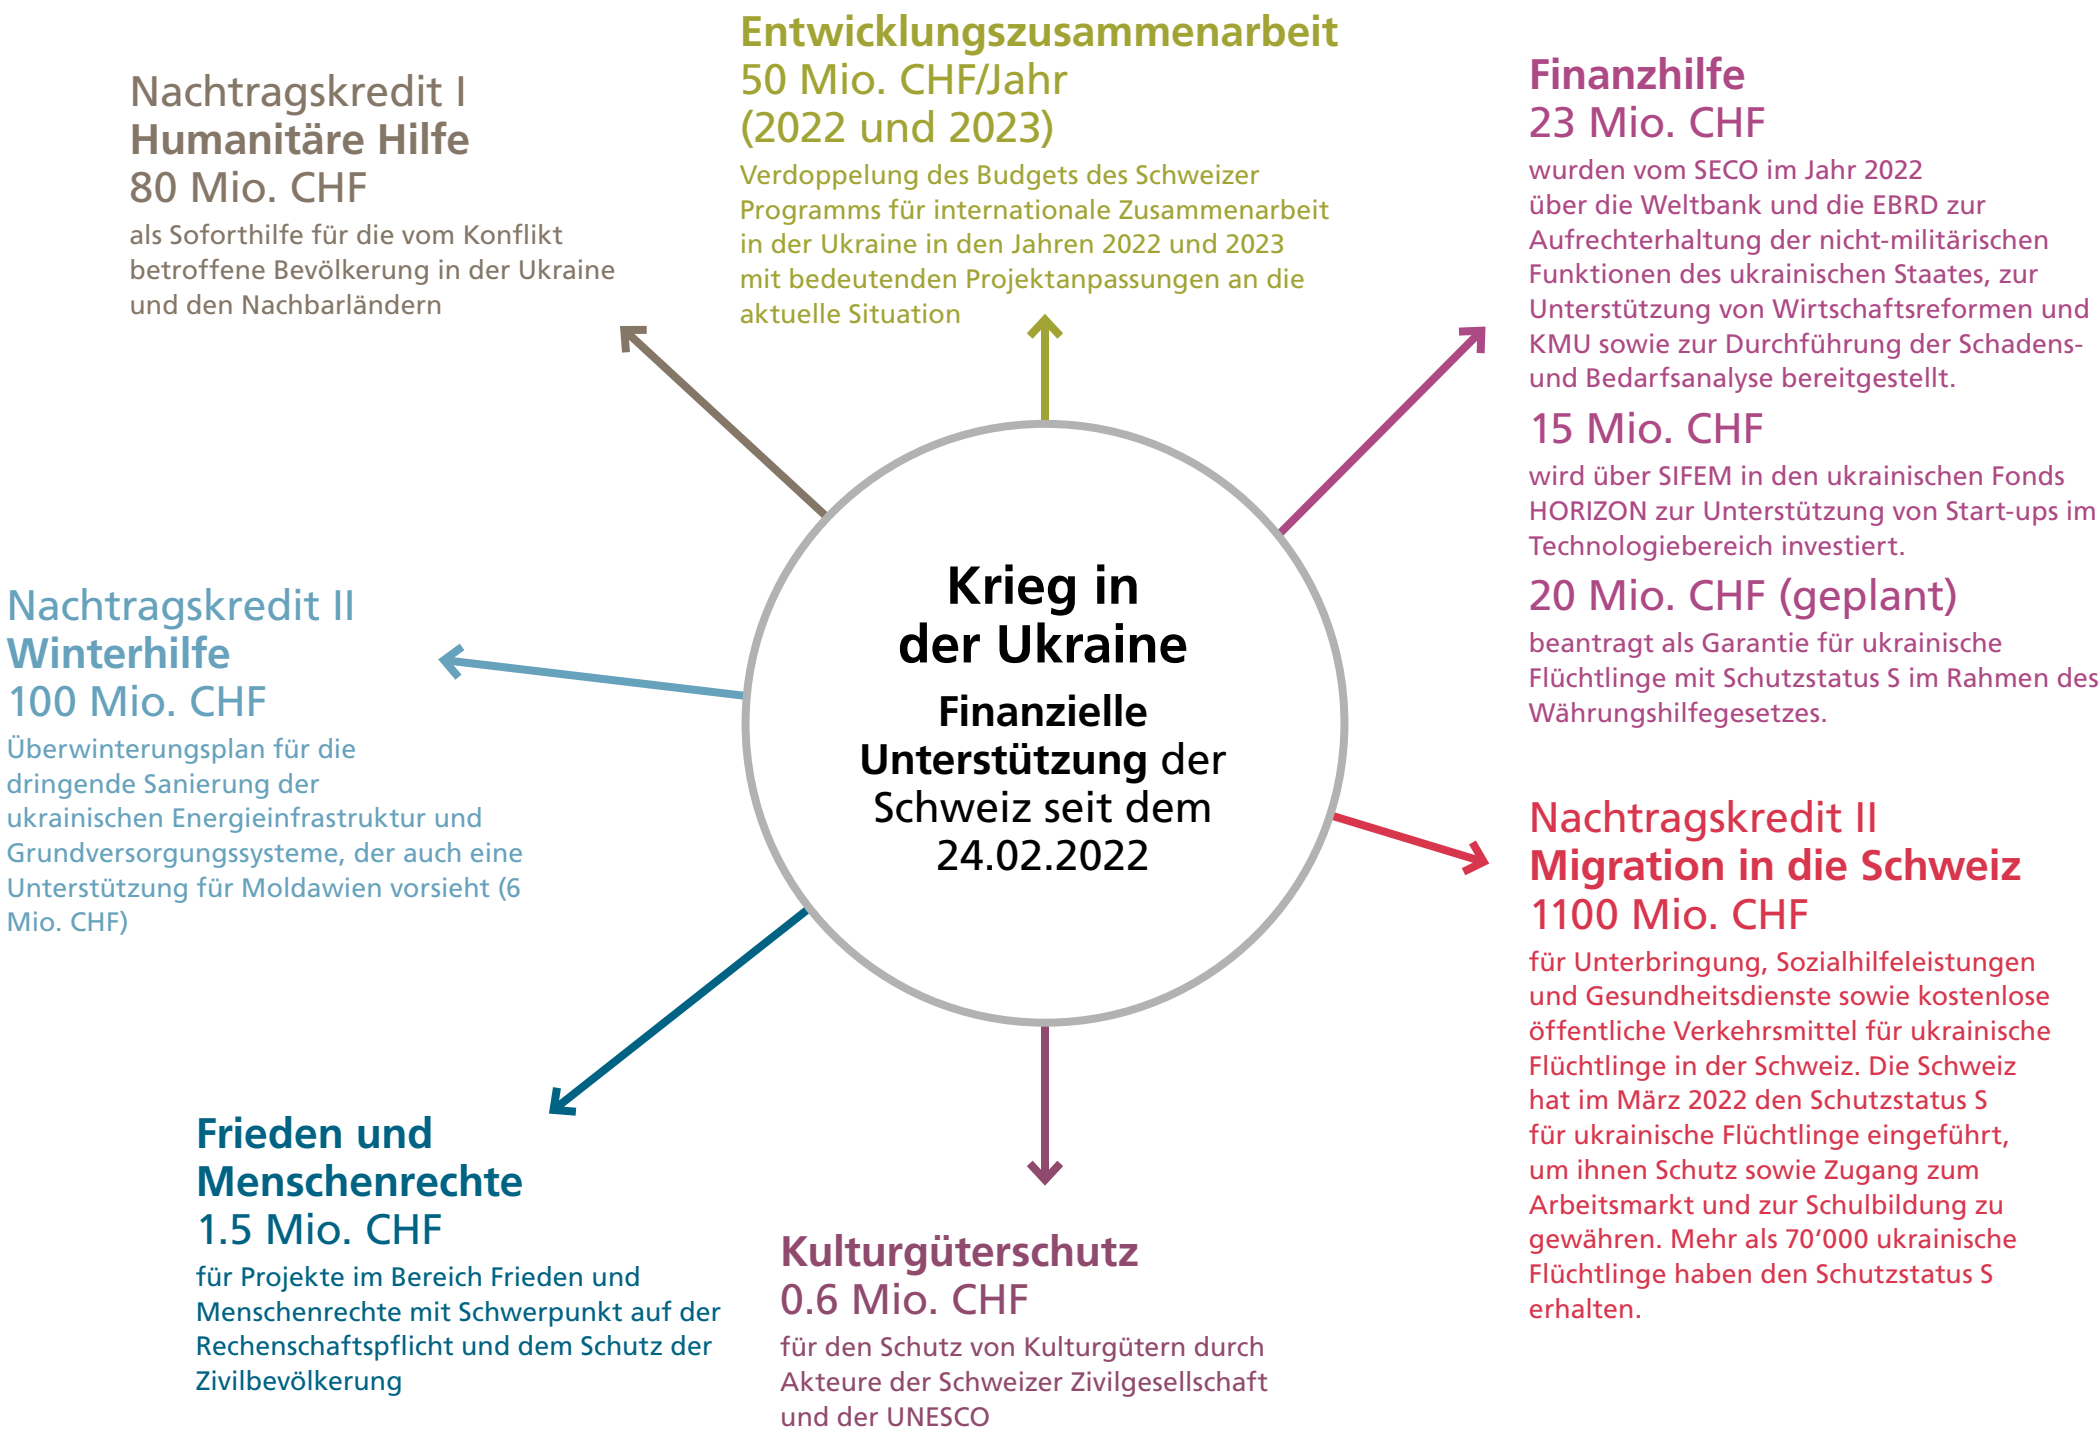 Nachtragskredit I
Humanitäre Hilfe
80 Mio. CHF
als Soforthilfe für die vom Konflikt
betroffene Bevölkerung in der Ukraine
und den Nachbarländern
Entwicklungszusammenarbeit
50 Mio. CHF/Jahr
(2022 und 2023)
Verdoppelung des Budgets des Schweizer
Programms für internationale Zusammenarbeit
in der Ukraine in den Jahren 2022 und 2023
mit bedeutenden Projektanpassungen an die
aktuelle Situation
Finanzhilfe
23 Mio. CHF
wurden vom SECO im Jahr 2022
über die Weltbank und die EBRD zur
Aufrechterhaltung der nicht-militärischen
Funktionen des ukrainischen Staates, zur
Unterstützung von Wirtschaftsreformen und
KMU sowie zur Durchführung der Schadens-
und Bedarfsanalyse bereitgestellt.
15 Mio. CHF
wird über SIFEM in den ukrainischen Fonds
HORIZON zur Unterstützung von Start-ups im
Technologiebereich investiert.
20 Mio. CHF (geplant)
beantragt als Garantie für ukrainische
Flüchtlinge mit Schutzstatus S im Rahmen des
Währungshilfegesetzes.
Krieg in
der Ukraine
Finanzielle
Unterstützung der
Schweiz seit dem
24.02.2022
Nachtragskredit II
Winterhilfe
100 Mio. CHF
Überwinterungsplan für die
dringende Sanierung der
ukrainischen Energieinfrastruktur und
Grundversorgungssysteme, der auch eine
Unterstützung für Moldawien vorsieht (6
Mio. CHF)
Nachtragskredit II
Migration in die Schweiz
1100 Mio. CHF
für Unterbringung, Sozialhilfeleistungen
und Gesundheitsdienste sowie kostenlose
öffentliche Verkehrsmittel für ukrainische
Flüchtlinge in der Schweiz. Die Schweiz
hat im März 2022 den Schutzstatus S
für ukrainische Flüchtlinge eingeführt,
um ihnen Schutz sowie Zugang zum
Arbeitsmarkt und zur Schulbildung zu
gewähren. Mehr als 70‘000 ukrainische
Flüchtlinge haben den Schutzstatus S
erhalten.
Frieden und
Menschenrechte
1.5 Mio. CHF
für Projekte im Bereich Frieden und
Menschenrechte mit Schwerpunkt auf der
Rechenschaftspflicht und dem Schutz der
Zivilbevölkerung
Kulturgüterschutz
0.6 Mio. CHF
für den Schutz von Kulturgütern durch
Akteure der Schweizer Zivilgesellschaft
und der UNESCO